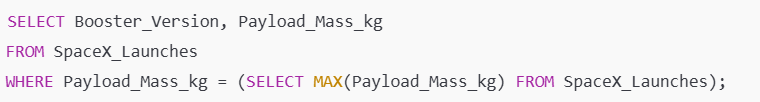 SELECT Booster_Version, Payload_Mass_kg
FROM SpaceX_Launches
WHERE Payload_Mass_kg = (SELECT MAX(Payload_Mass_kg) FROM SpaceX_Launches);